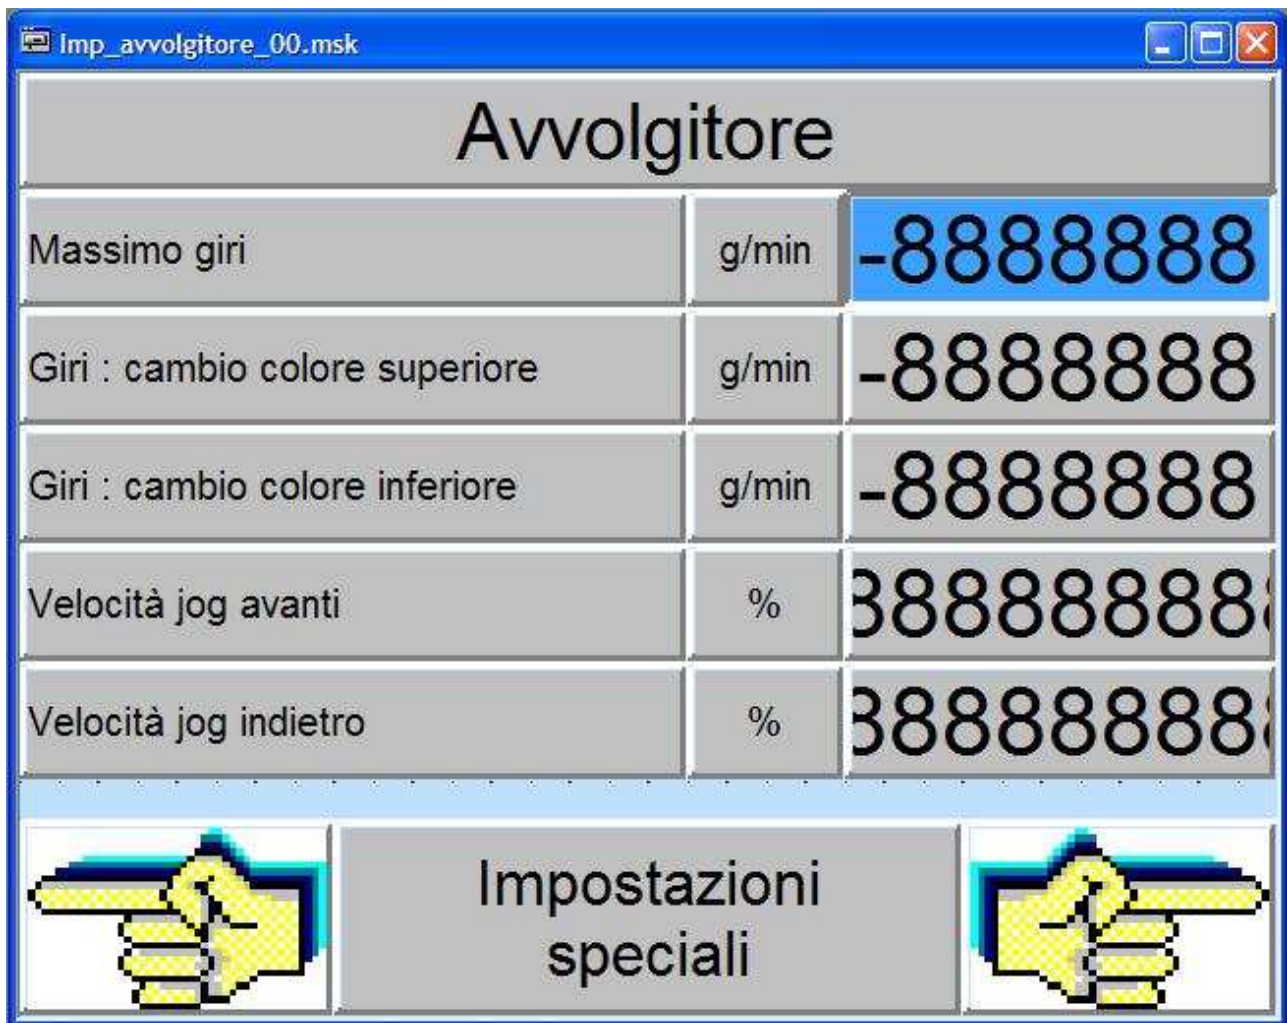 Imp_avvolgitore_00.msk
Avvolgitore
Massimo giri g/min -8888888
Giri : cambio colore superiore g/min -8888888
Giri : cambio colore inferiore g/min -8888888
Velocità jog avanti %
Velocità jog indietro %
Impostazioni
speciali